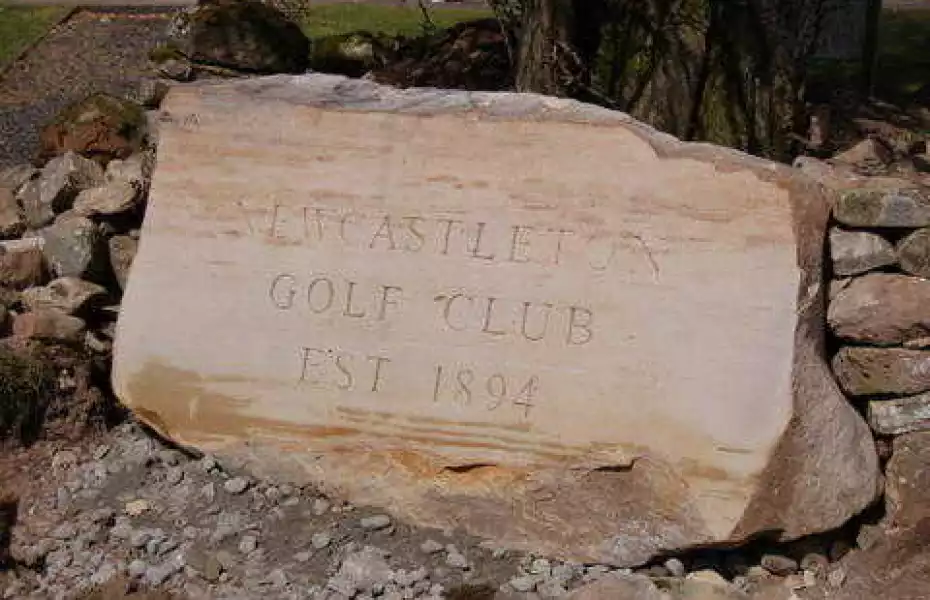 NEWCASTLETON
GOLF CLUB
EST 1894